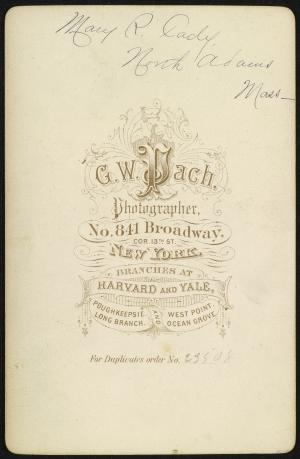 Mary R. Cady
North Adams
Mass—
G. W. Pach,
Photographer,
No. 841 Broadway.
COR. 13TH ST.
NEW YORK.
BRANCHES AT
HARVARD AND YALE,
POUGHKEEPSIE AND WEST POINT.
LONG BRANCH. OCEAN GROVE.
For Duplicates order No.